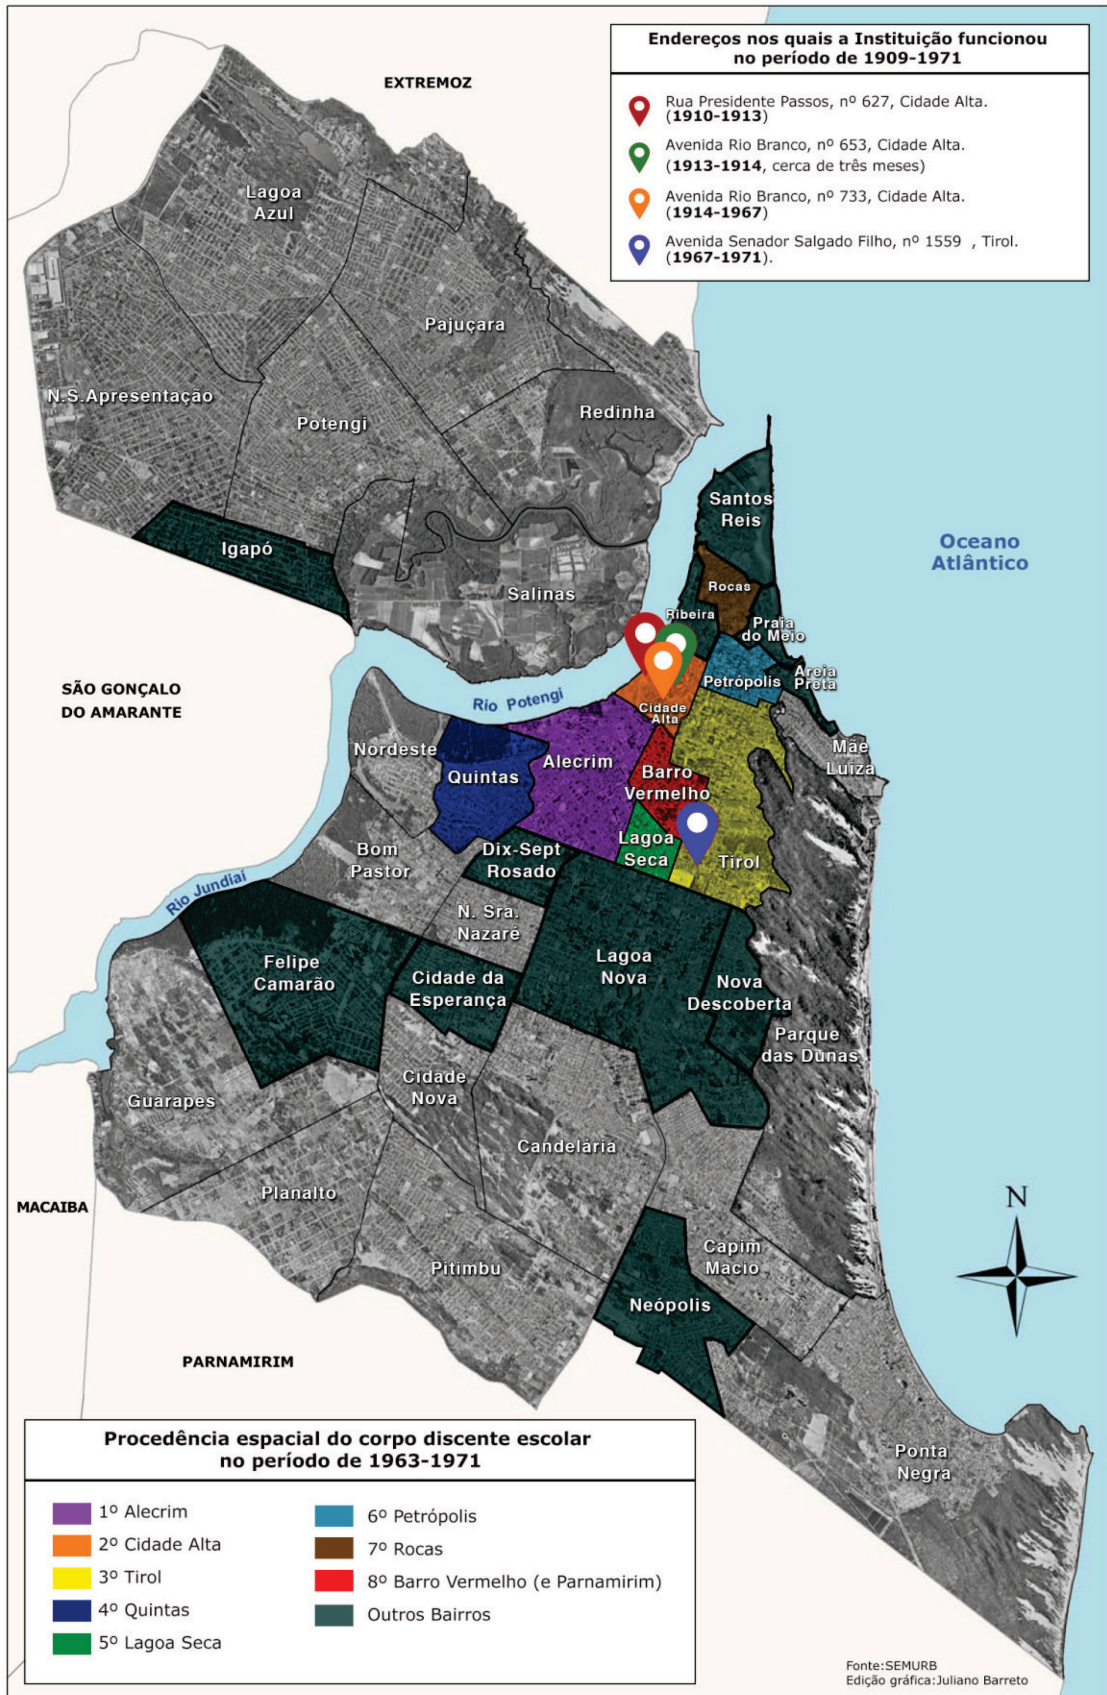 Endereços nos quais a Instituição funcionou
no período de 1909-1971
Rua Presidente Passos, nº 627, Cidade Alta.
(1910-1913)
Avenida Rio Branco, nº 653, Cidade Alta.
(1913-1914, cerca de três meses)
Avenida Rio Branco, nº 733, Cidade Alta.
(1914-1967)
Avenida Senador Salgado Filho, nº 1559 , Tirol.
(1967-1971).
EXTREMOZ
Lagoa
Azul
Pajuçara
N.S.Apresentação
Potengi
Redinha
Santos
Reis
Igapó
Oceano
Atlântico
Salinas
Rocas
Ribeira
Praia
do Meio
Areia
Preta
Petrópolis
SÃO GONÇALO
DO AMARANTE
Río Potengi
Cidade
Alta
Nordeste
Mãe
Luiza
Quintas
Alecrim
Barro
Vermelho
Bom
Pastor
Dix-Sept
Rosado
Lagoa
Seca
Tirol
Rio Jundiaí
N. Sra.
Nazaré
Felipe
Camarão
Cidade da
Esperança
Lagoa
Nova
Nova
Descoberta
Parque
das Dunas
Guarapes
Cidade
Nova
Candelária
Planalto
MACAIBA
N
Capim
Macio
Pitimbu
Neópolis
PARNAMIRIM
Ponta
Negra
Procedência espacial do corpo discente escolar
no período de 1963-1971
1º Alecrim
2º Cidade Alta
3º Tirol
4º Quintas
5º Lagoa Seca
6º Petrópolis
7º Rocas
8º Barro Vermelho (e Parnamirim)
Outros Bairros
Fonte:SEMURB
Edição gráfica:Juliano Barreto